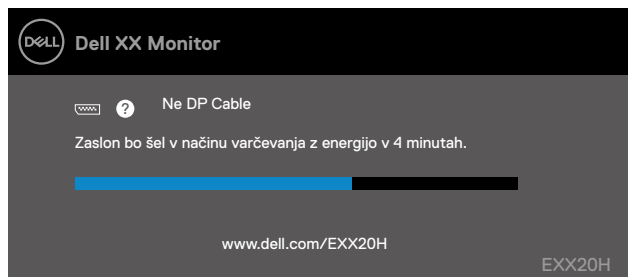 DELL Dell XX Monitor
? Ne DP Cable
Zaslon bo šel v načinu varčevanja z energijo v 4 minutah.
www.dell.com/EXX20H
EXX20H